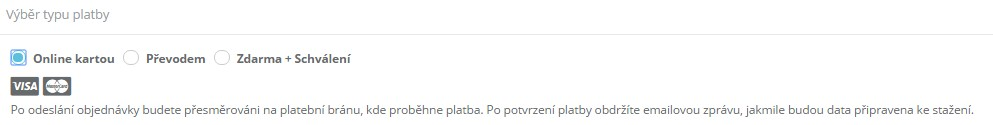 Výběr typu platby
Online kartou Převodem Zdarma + Schválení
VISA MasterCard
Po odeslání objednávky budete přesměrováni na platební bránu, kde proběhne platba. Po potvrzení platby obdržíte emailovou zprávu, jakmile budou data připravena ke stažení.